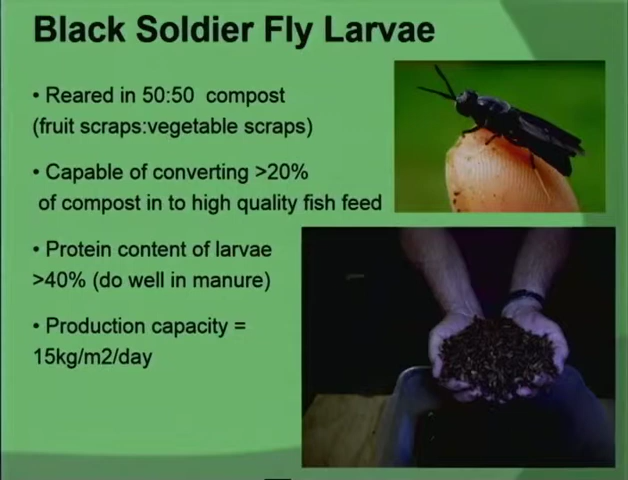 Black Soldier Fly Larvae
• Reared in 50:50 compost
(fruit scraps:vegetable scraps)
• Capable of converting >20%
of compost in to high quality fish feed
• Protein content of larvae
>40% (do well in manure)
• Production capacity =
15kg/m2/day